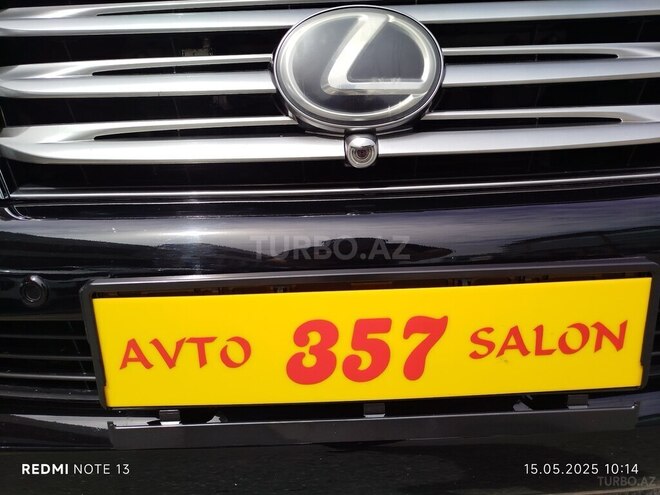 TURBO.AZ
AVTO 357 SALON
REDMI NOTE 13
15.05.2025 10:14
TURBO.AZ